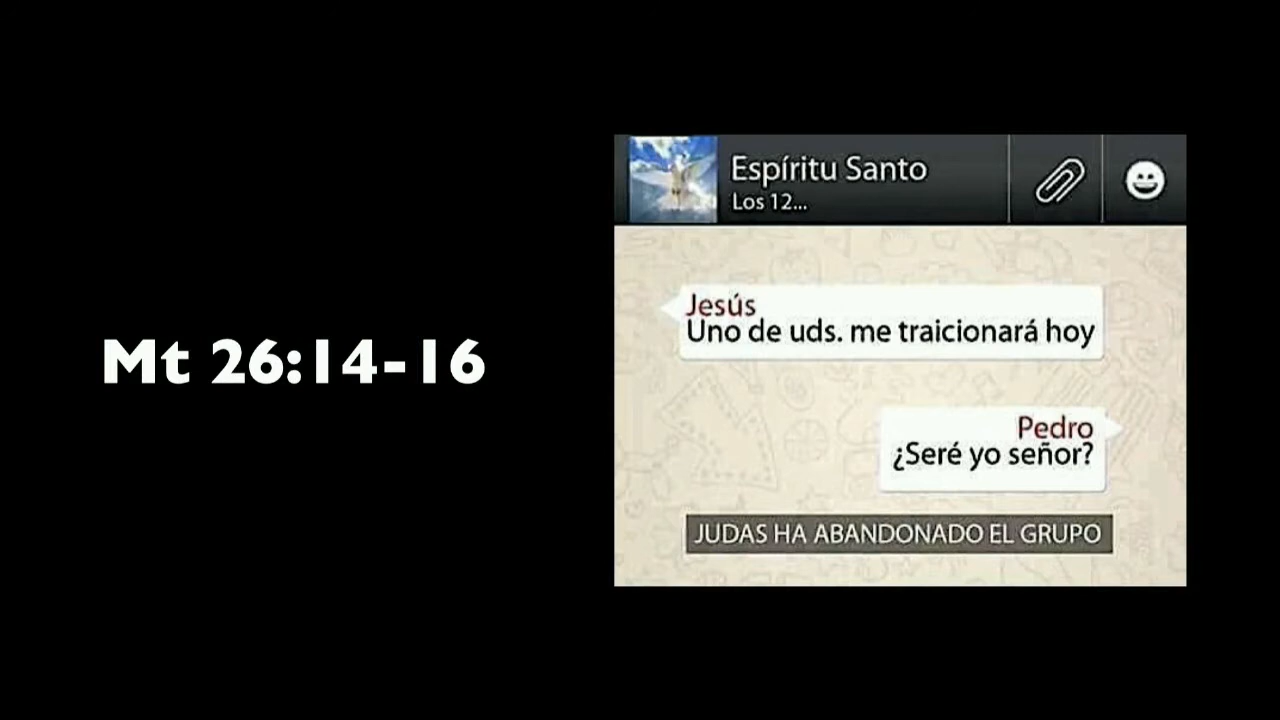 Mt 26:14-16
Espíritu Santo
Los 12...
Jesús
Uno de uds. me traicionará hoy
Pedro
¿Seré yo señor?
JUDAS HA ABANDONADO EL GRUPO